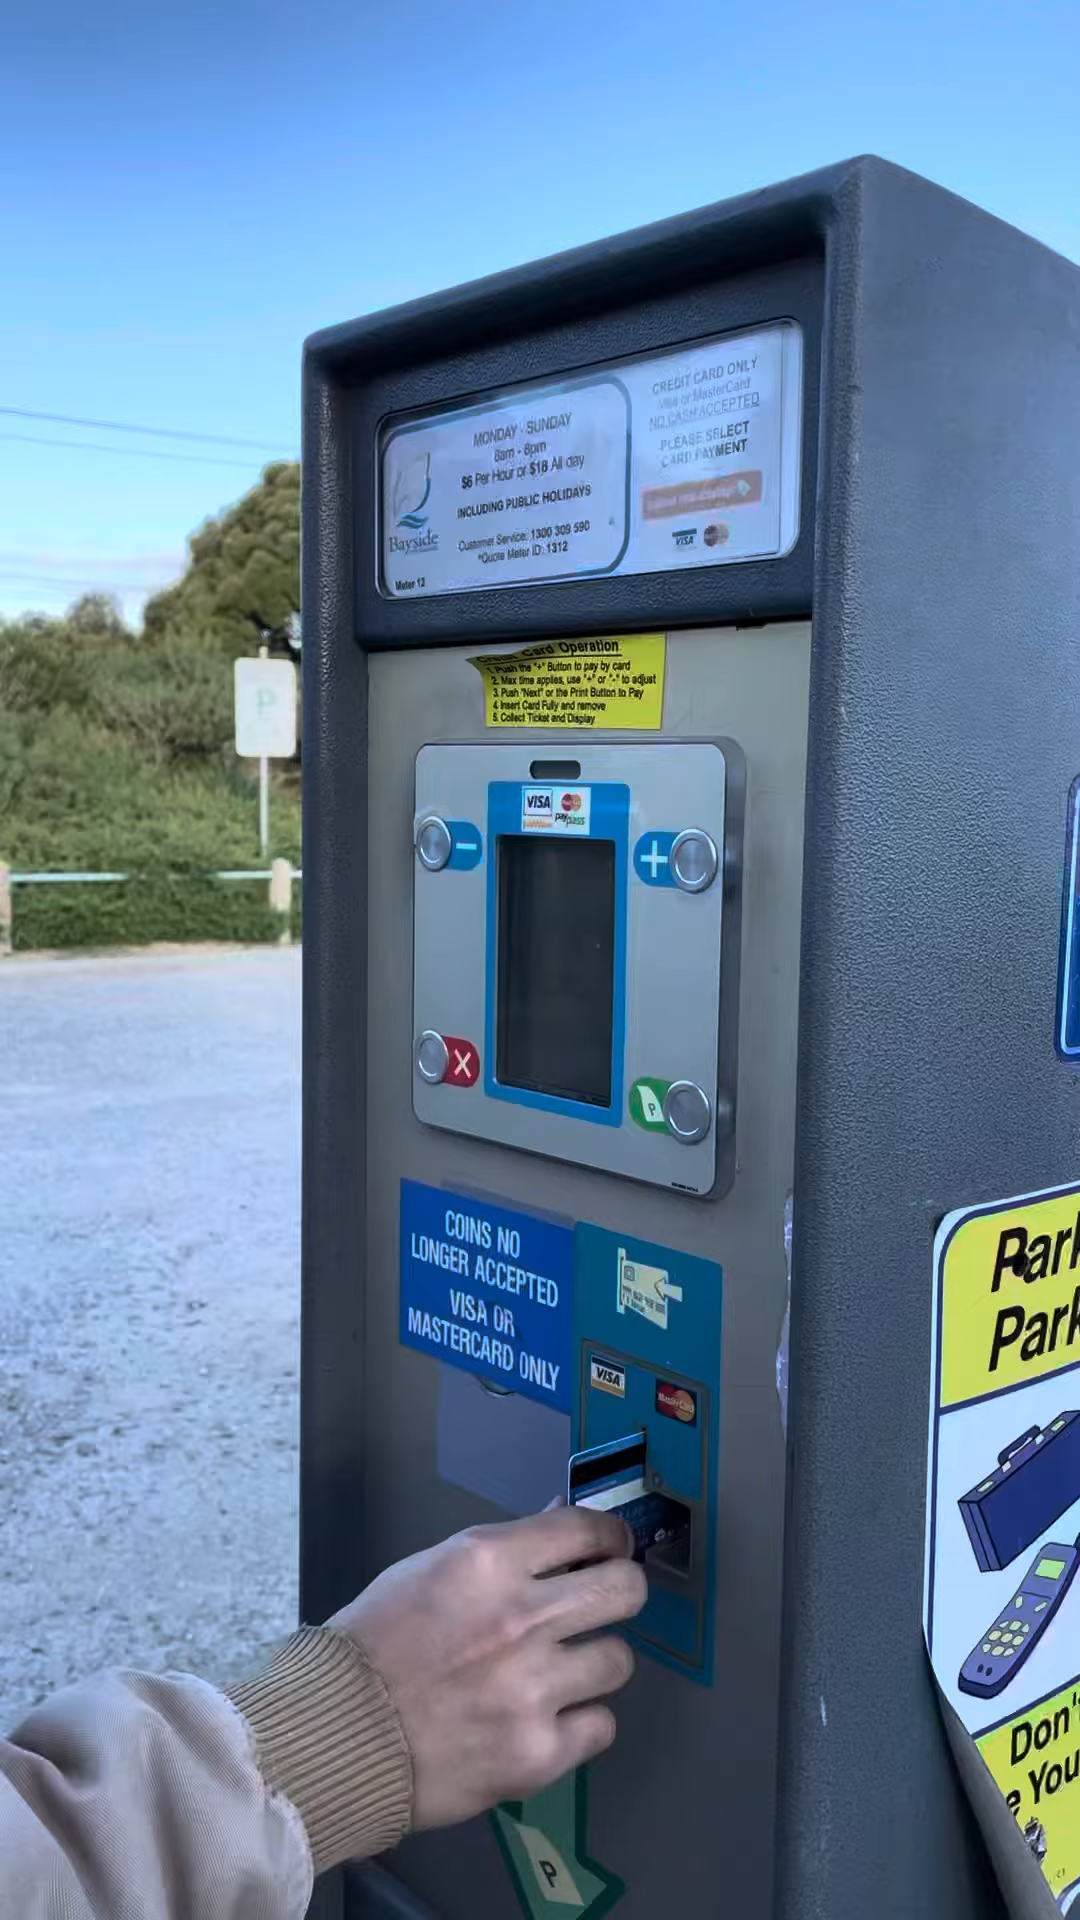 MONDAY - SUNDAY
8am - 8pm
$6 Per Hour or $18 All day
INCLUDING PUBLIC HOLIDAYS
Customer Service: 1300 309 590
*Quote Meter ID: 1312
Bayside
Meter 12
CREDIT CARD ONLY
Visa or MasterCard
NO CASH ACCEPTED
PLEASE SELECT
CARD PAYMENT
VISA
Credit Card Operation
1. Push the "+" Button to pay by card
2. Max time applies, use "+" or "-" to adjust
3. Push "Next" or the Print Button to Pay
4. Insert Card Fully and remove
5. Collect Ticket and Display
VISA
paypass
P
X
P
COINS NO
LONGER ACCEPTED
VISA OR
MASTERCARD ONLY
VISA
MasterCard
P
Park
Park
Don'
e You